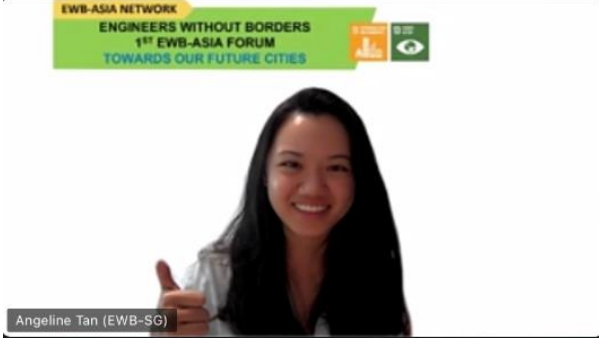 EWB-ASIA NETWORK
ENGINEERS WITHOUT BORDERS
1ST EWB-ASIA FORUM
TOWARDS OUR FUTURE CITIES
Angeline Tan (EWB-SG)